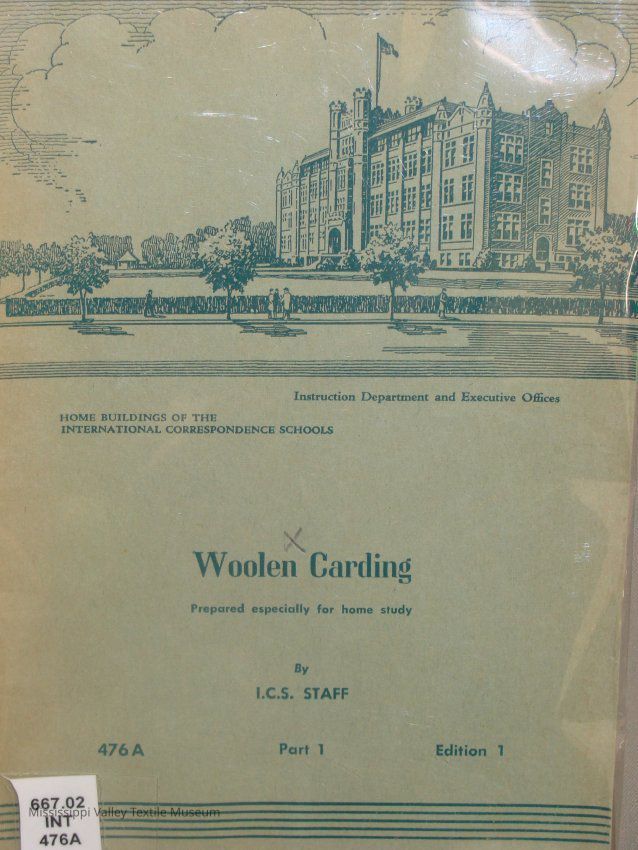 Instruction Department and Executive Offices
HOME BUILDINGS OF THE
INTERNATIONAL CORRESPONDENCE SCHOOLS
X
Woolen Carding
Prepared especially for home study
By
I.C.S. STAFF
476 A Part 1 Edition 1
667.02
Mississippi Valley Textile Museum
INT
476A